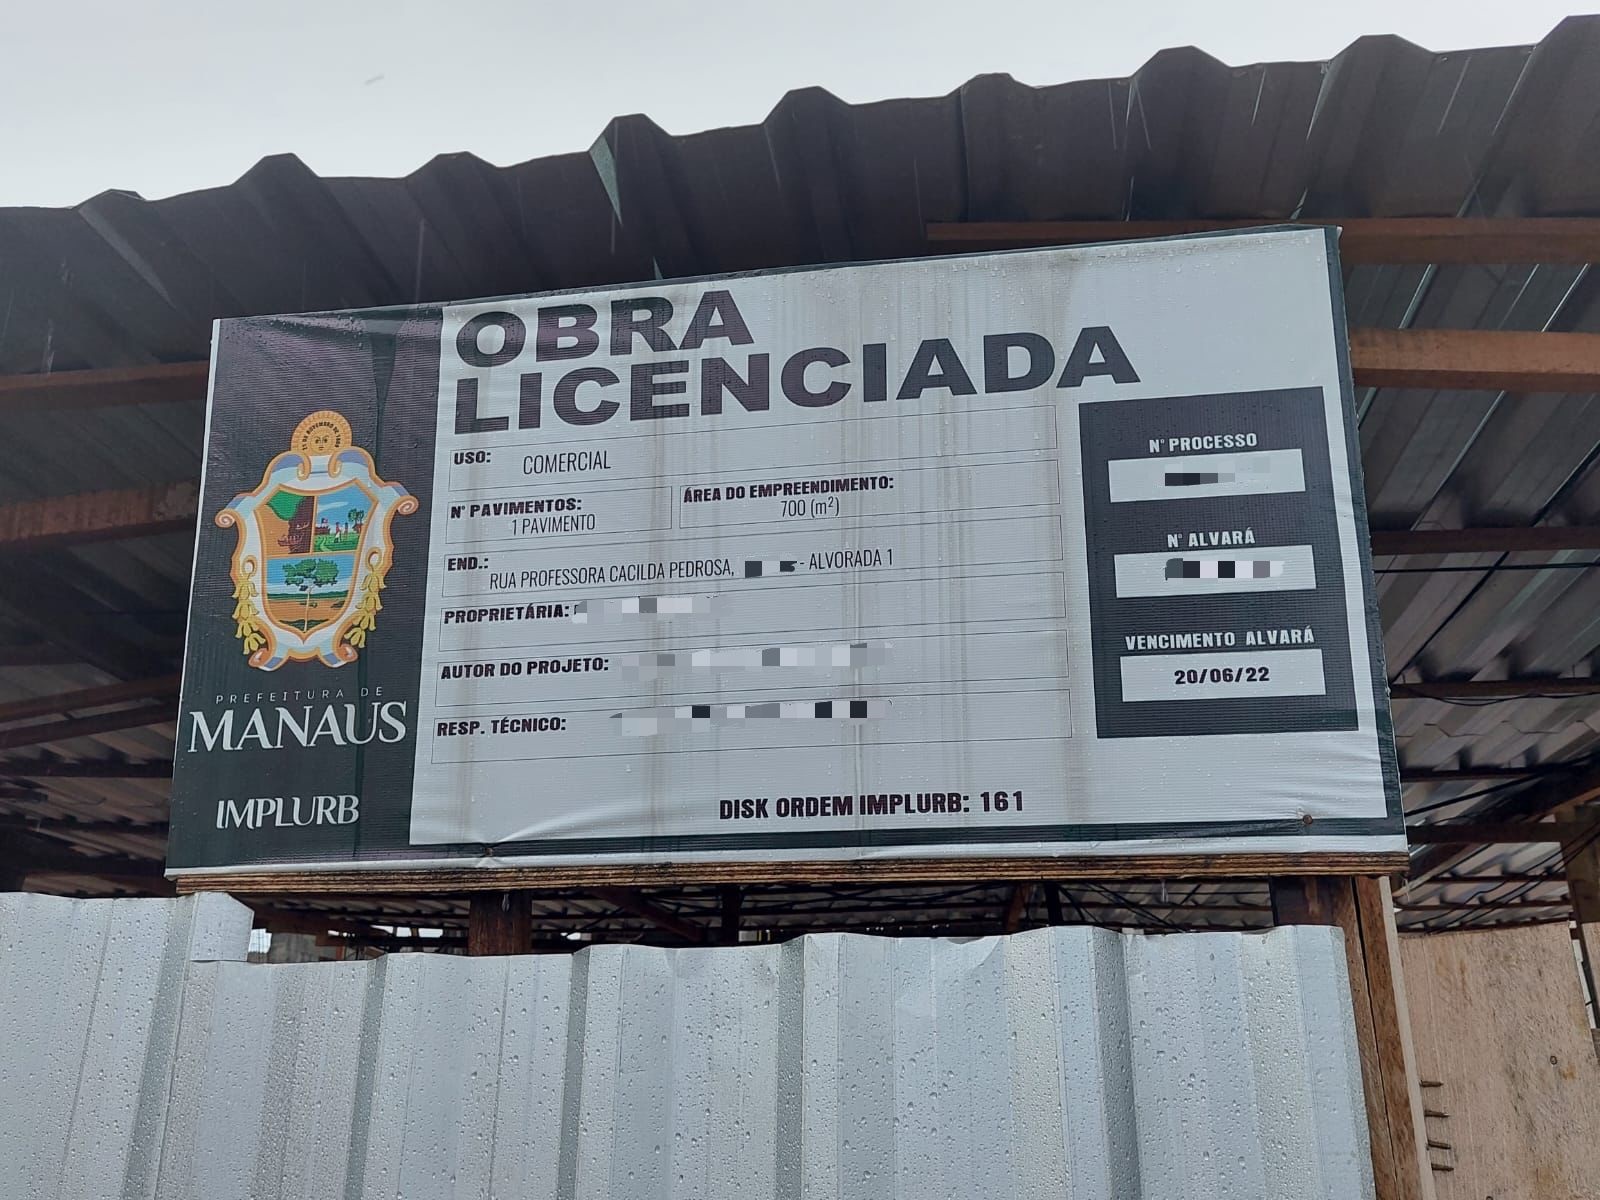 OBRA
LICENCIADA
USO: COMERCIAL
Nº PAVIMENTOS:
1 PAVIMENTO
ÁREA DO EMPREENDIMENTO:
700 (m²)
END.:
RUA PROFESSORA CACILDA PEDROSA, - ALVORADA 1
PROPRIETÁRIA:
AUTOR DO PROJETO:
RESP. TÉCNICO:
DISK ORDEM IMPLURB: 161
Nº PROCESSO
Nº ALVARÁ
VENCIMENTO ALVARÁ
20/06/22
PREFEITURA DE
MANAUS
IMPLURB